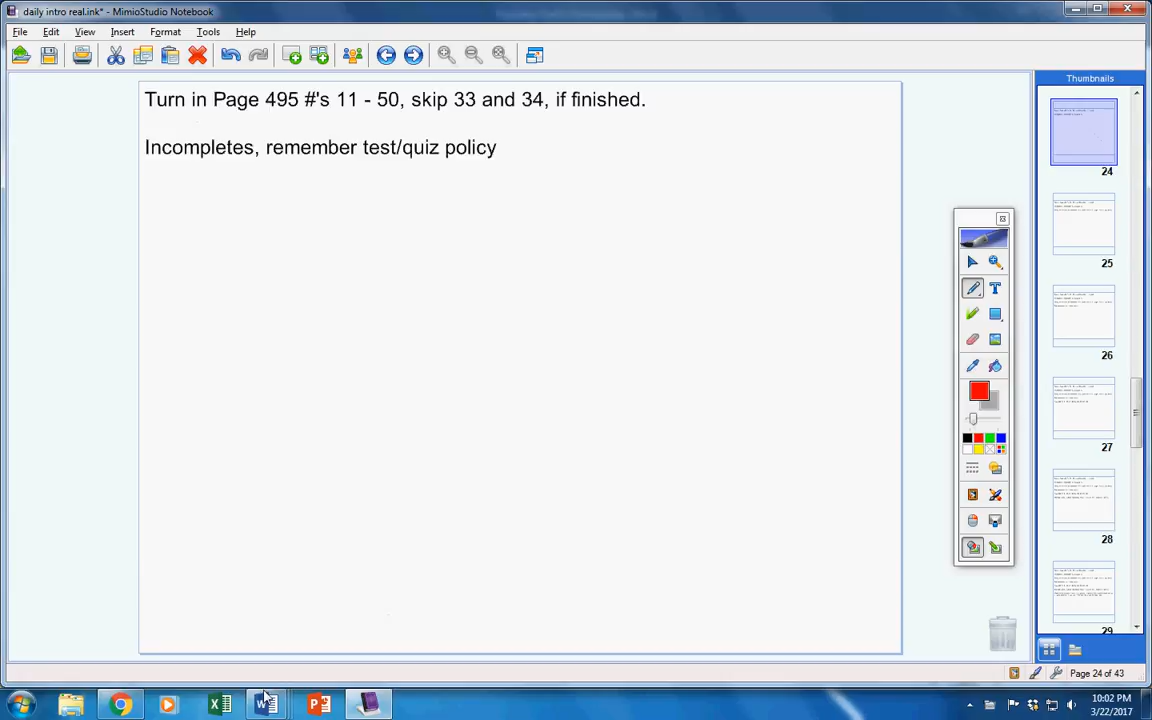 daily intro real.ink* - MimioStudio Notebook
File Edit View Insert Format Tools Help
Turn in Page 495 #'s 11 - 50, skip 33 and 34, if finished.
Incompletes, remember test/quiz policy
Thumbnails
24
25
26
27
28
29
Page 24 of 43
10:02 PM
3/22/2017